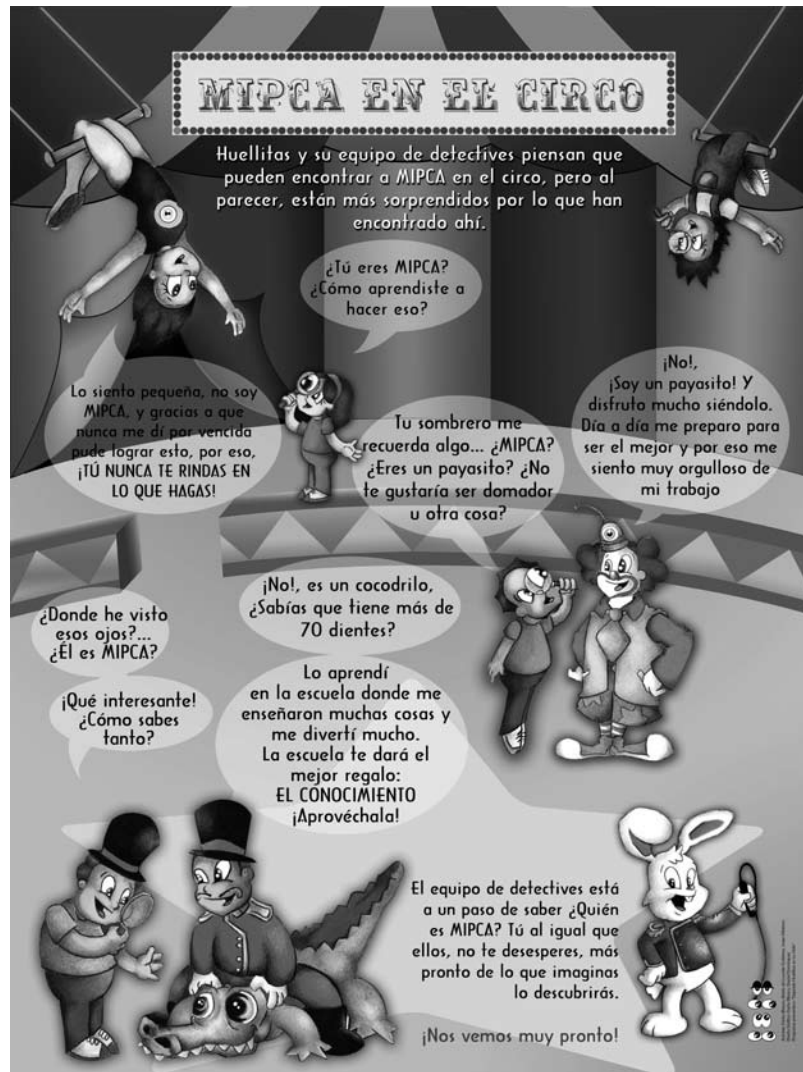 MIPCA EN EL CIRCO
Huellitas y su equipo de detectives piensan que
pueden encontrar a MIPCA en el circo, pero al
parecer, están más sorprendidos por lo que han
encontrado ahí.
¿Tú eres MIPCA?
¿Cómo aprendiste a
hacer eso?
Lo siento pequeña, no soy
MIPCA, y gracias a que
nunca me dí por vencida
pude lograr esto, por eso,
¡TÚ NUNCA TE RINDAS EN
LO QUE HAGAS!
Tu sombrero me
recuerda algo... ¿MIPCA?
¿Eres un payasito? ¿No
te gustaría ser domador
u otra cosa?
¡No!,
¡Soy un payasito! Y
disfruto mucho siéndolo.
Día a día me preparo para
ser el mejor y por eso me
siento muy orgulloso de
mi trabajo
¿Donde he visto
esos ojos?...
¿Él es MIPCA?
¡No!, es un cocodrilo,
¿Sabías que tiene más de
70 dientes?
¡Qué interesante!
¿Cómo sabes
tanto?
Lo aprendí
en la escuela donde me
enseñaron muchas cosas y
me divertí mucho.
La escuela te dará el
mejor regalo:
EL CONOCIMIENTO
¡Aprovéchala!
El equipo de detectives está
a un paso de saber ¿Quién
es MIPCA? Tú al igual que
ellos, no te desesperes, más
pronto de lo que imaginas
lo descubrirás.
¡Nos vemos muy pronto!